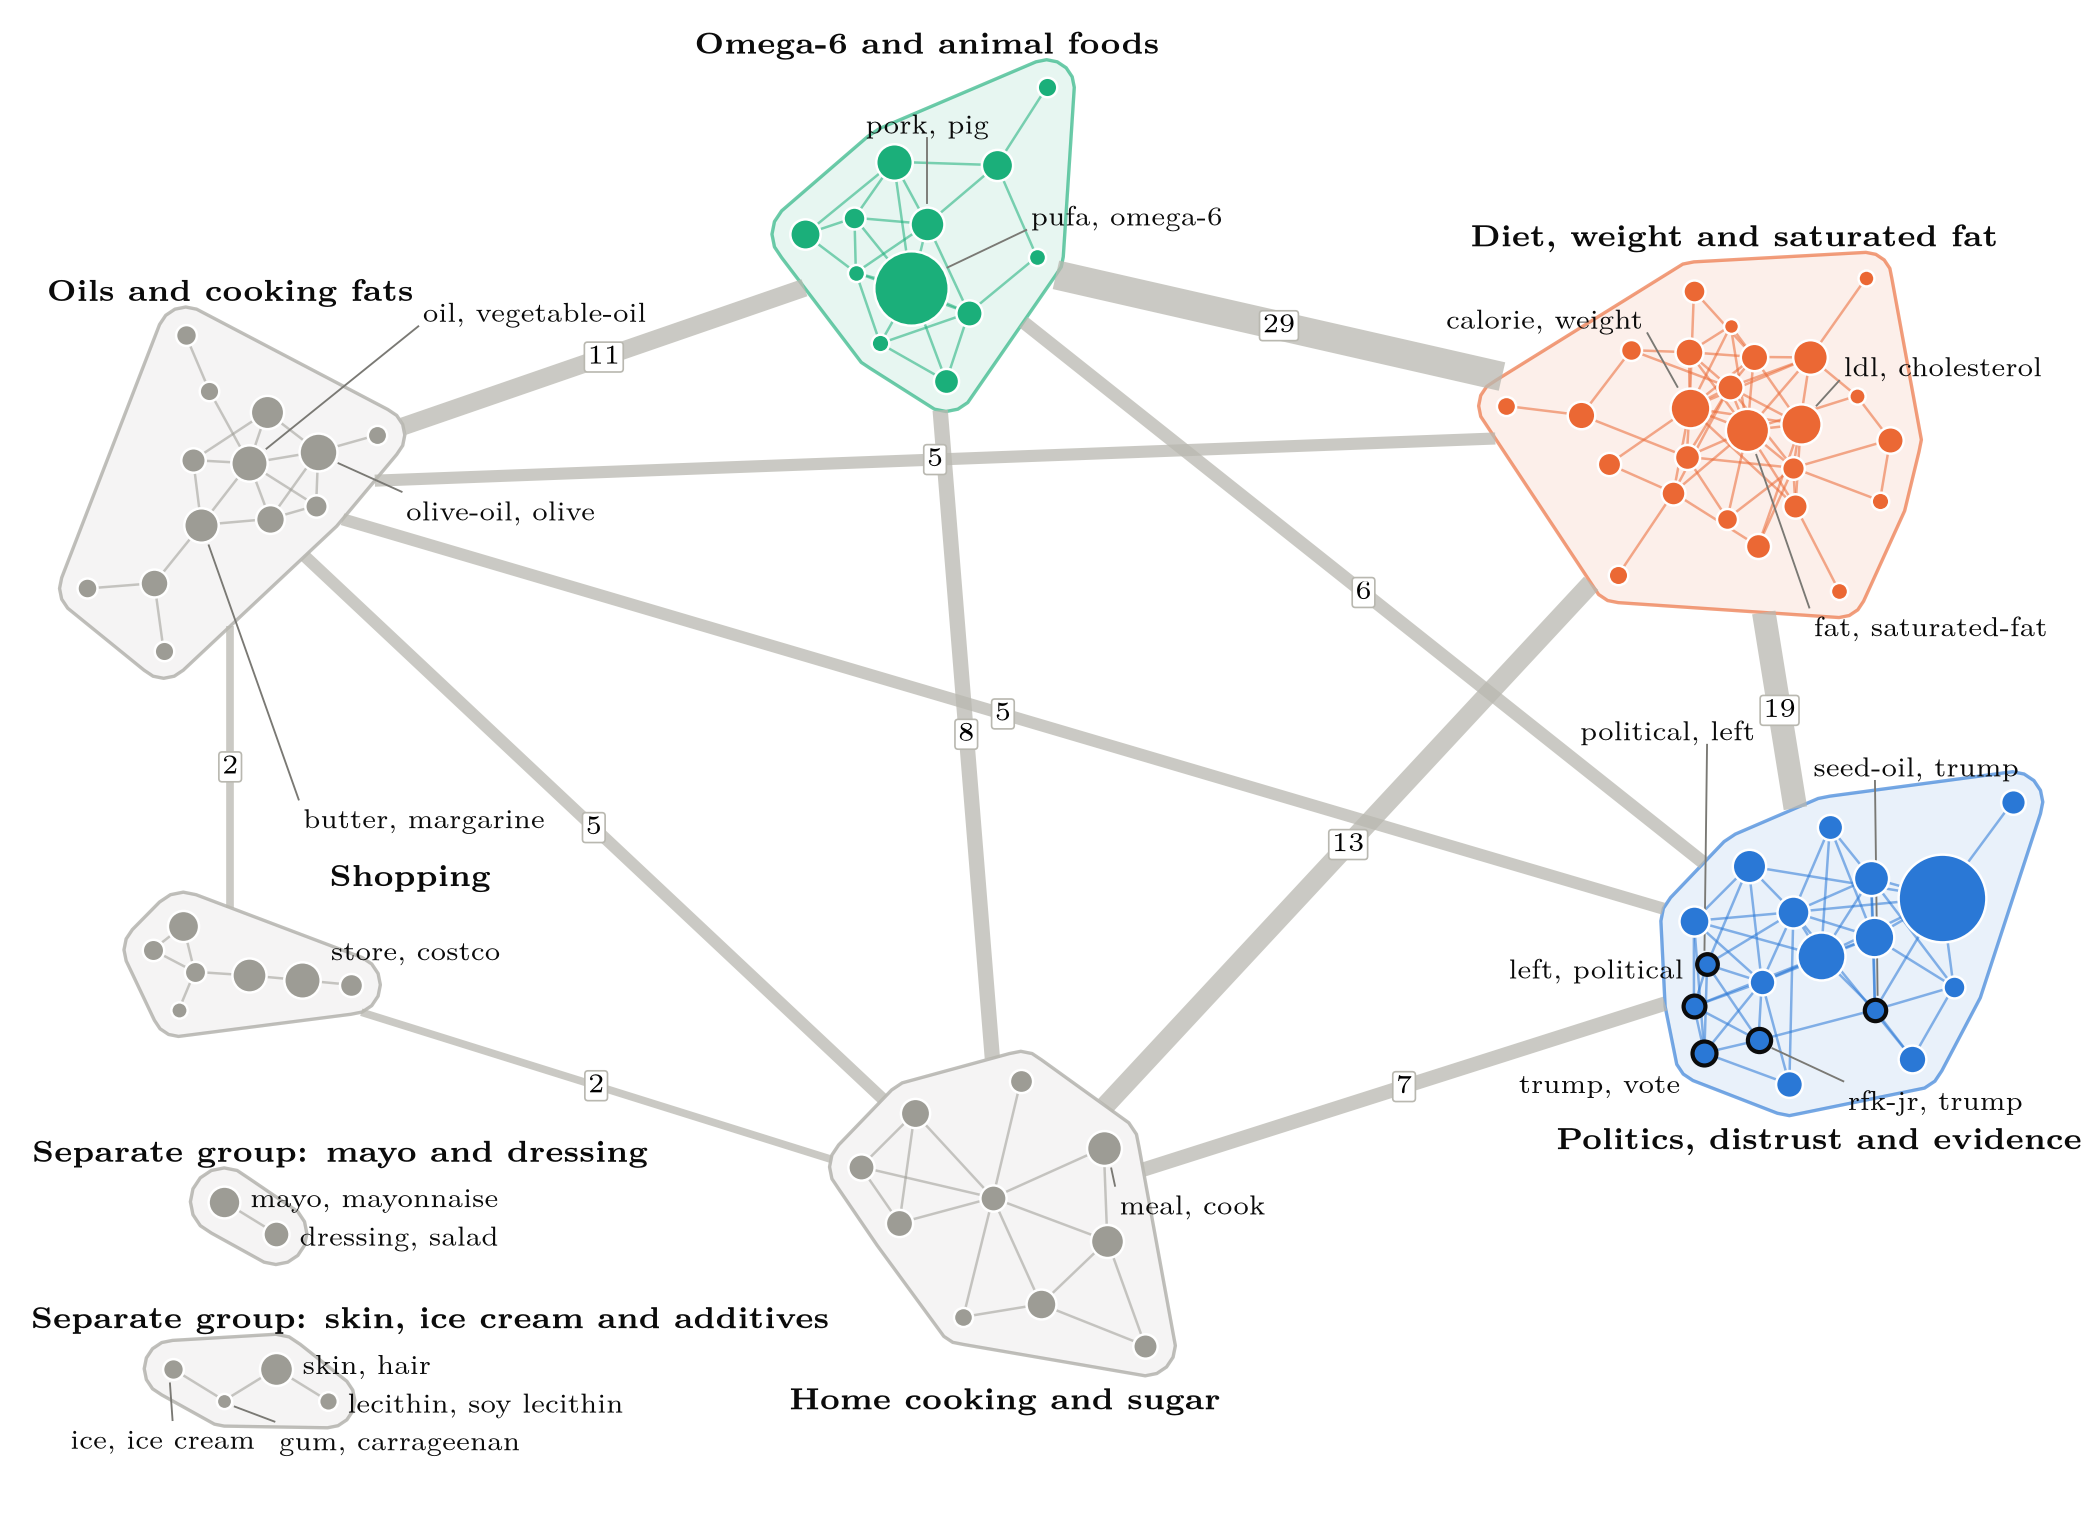 Omega-6 and animal foods
pork, pig
pufa, omega-6
Diet, weight and saturated fat
Oils and cooking fats
oil, vegetable-oil
29
calorie, weight
11
ldl, cholesterol
5
olive-oil, olive
6
fat, saturated-fat
5
19
8
political, left
2
seed-oil, trump
butter, margarine
5
13
Shopping
store, costco
left, political
2
7
trump, vote
rfk-jr, trump
Politics, distrust and evidence
Separate group: mayo and dressing
mayo, mayonnaise
dressing, salad
meal, cook
Separate group: skin, ice cream and additives
skin, hair
lecithin, soy lecithin
ice, ice cream
gum, carrageenan
Home cooking and sugar